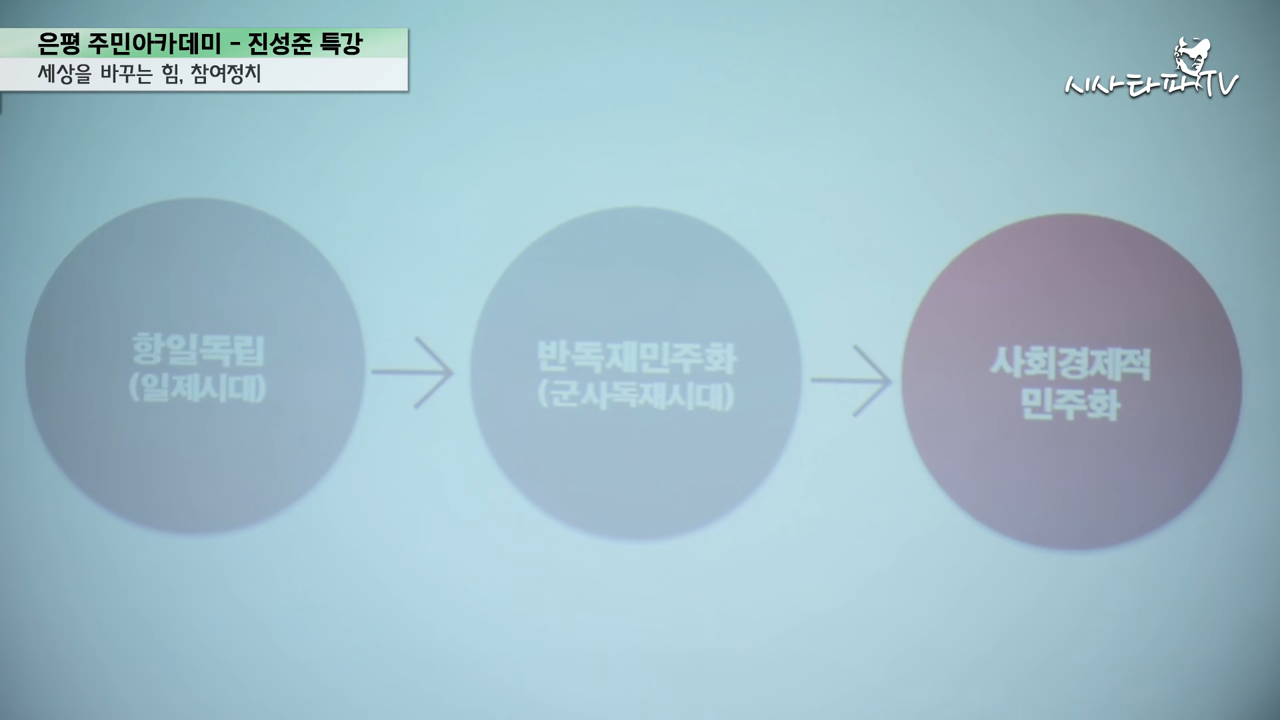 은평 주민아카데미 - 진성준 특강
세상을 바꾸는 힘, 참여정치
시사타파TV
항일독립
(일제시대)
반독재민주화
(군사독재시대)
사회경제적
민주화